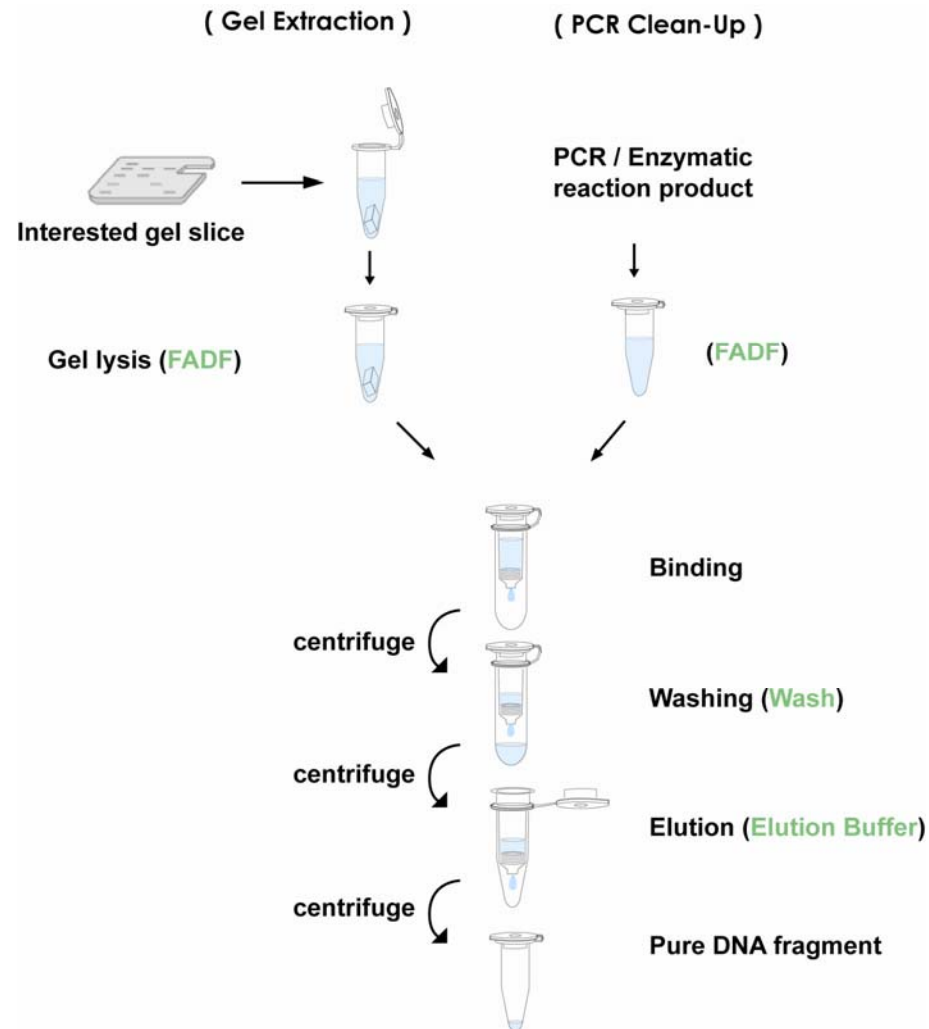 ( Gel Extraction )
( PCR Clean-Up )
PCR / Enzymatic
reaction product
Interested gel slice
Gel lysis (FADF)
(FADF)
Binding
centrifuge
Washing (Wash)
centrifuge
Elution (Elution Buffer)
centrifuge
Pure DNA fragment